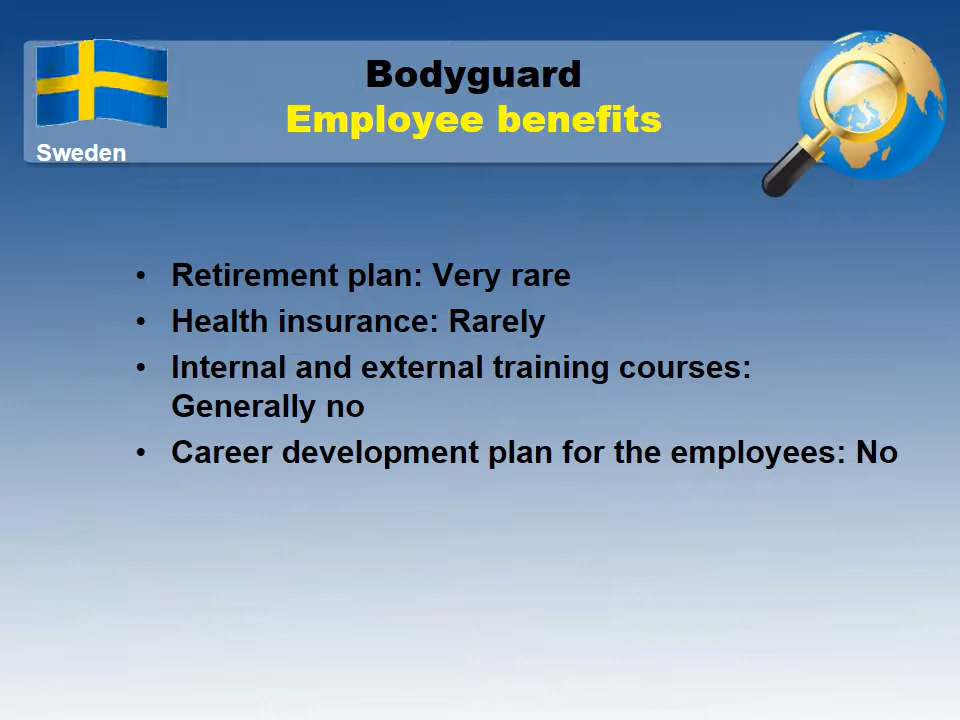 Bodyguard
Employee benefits
Sweden
• Retirement plan: Very rare
• Health insurance: Rarely
• Internal and external training courses:
Generally no
• Career development plan for the employees: No